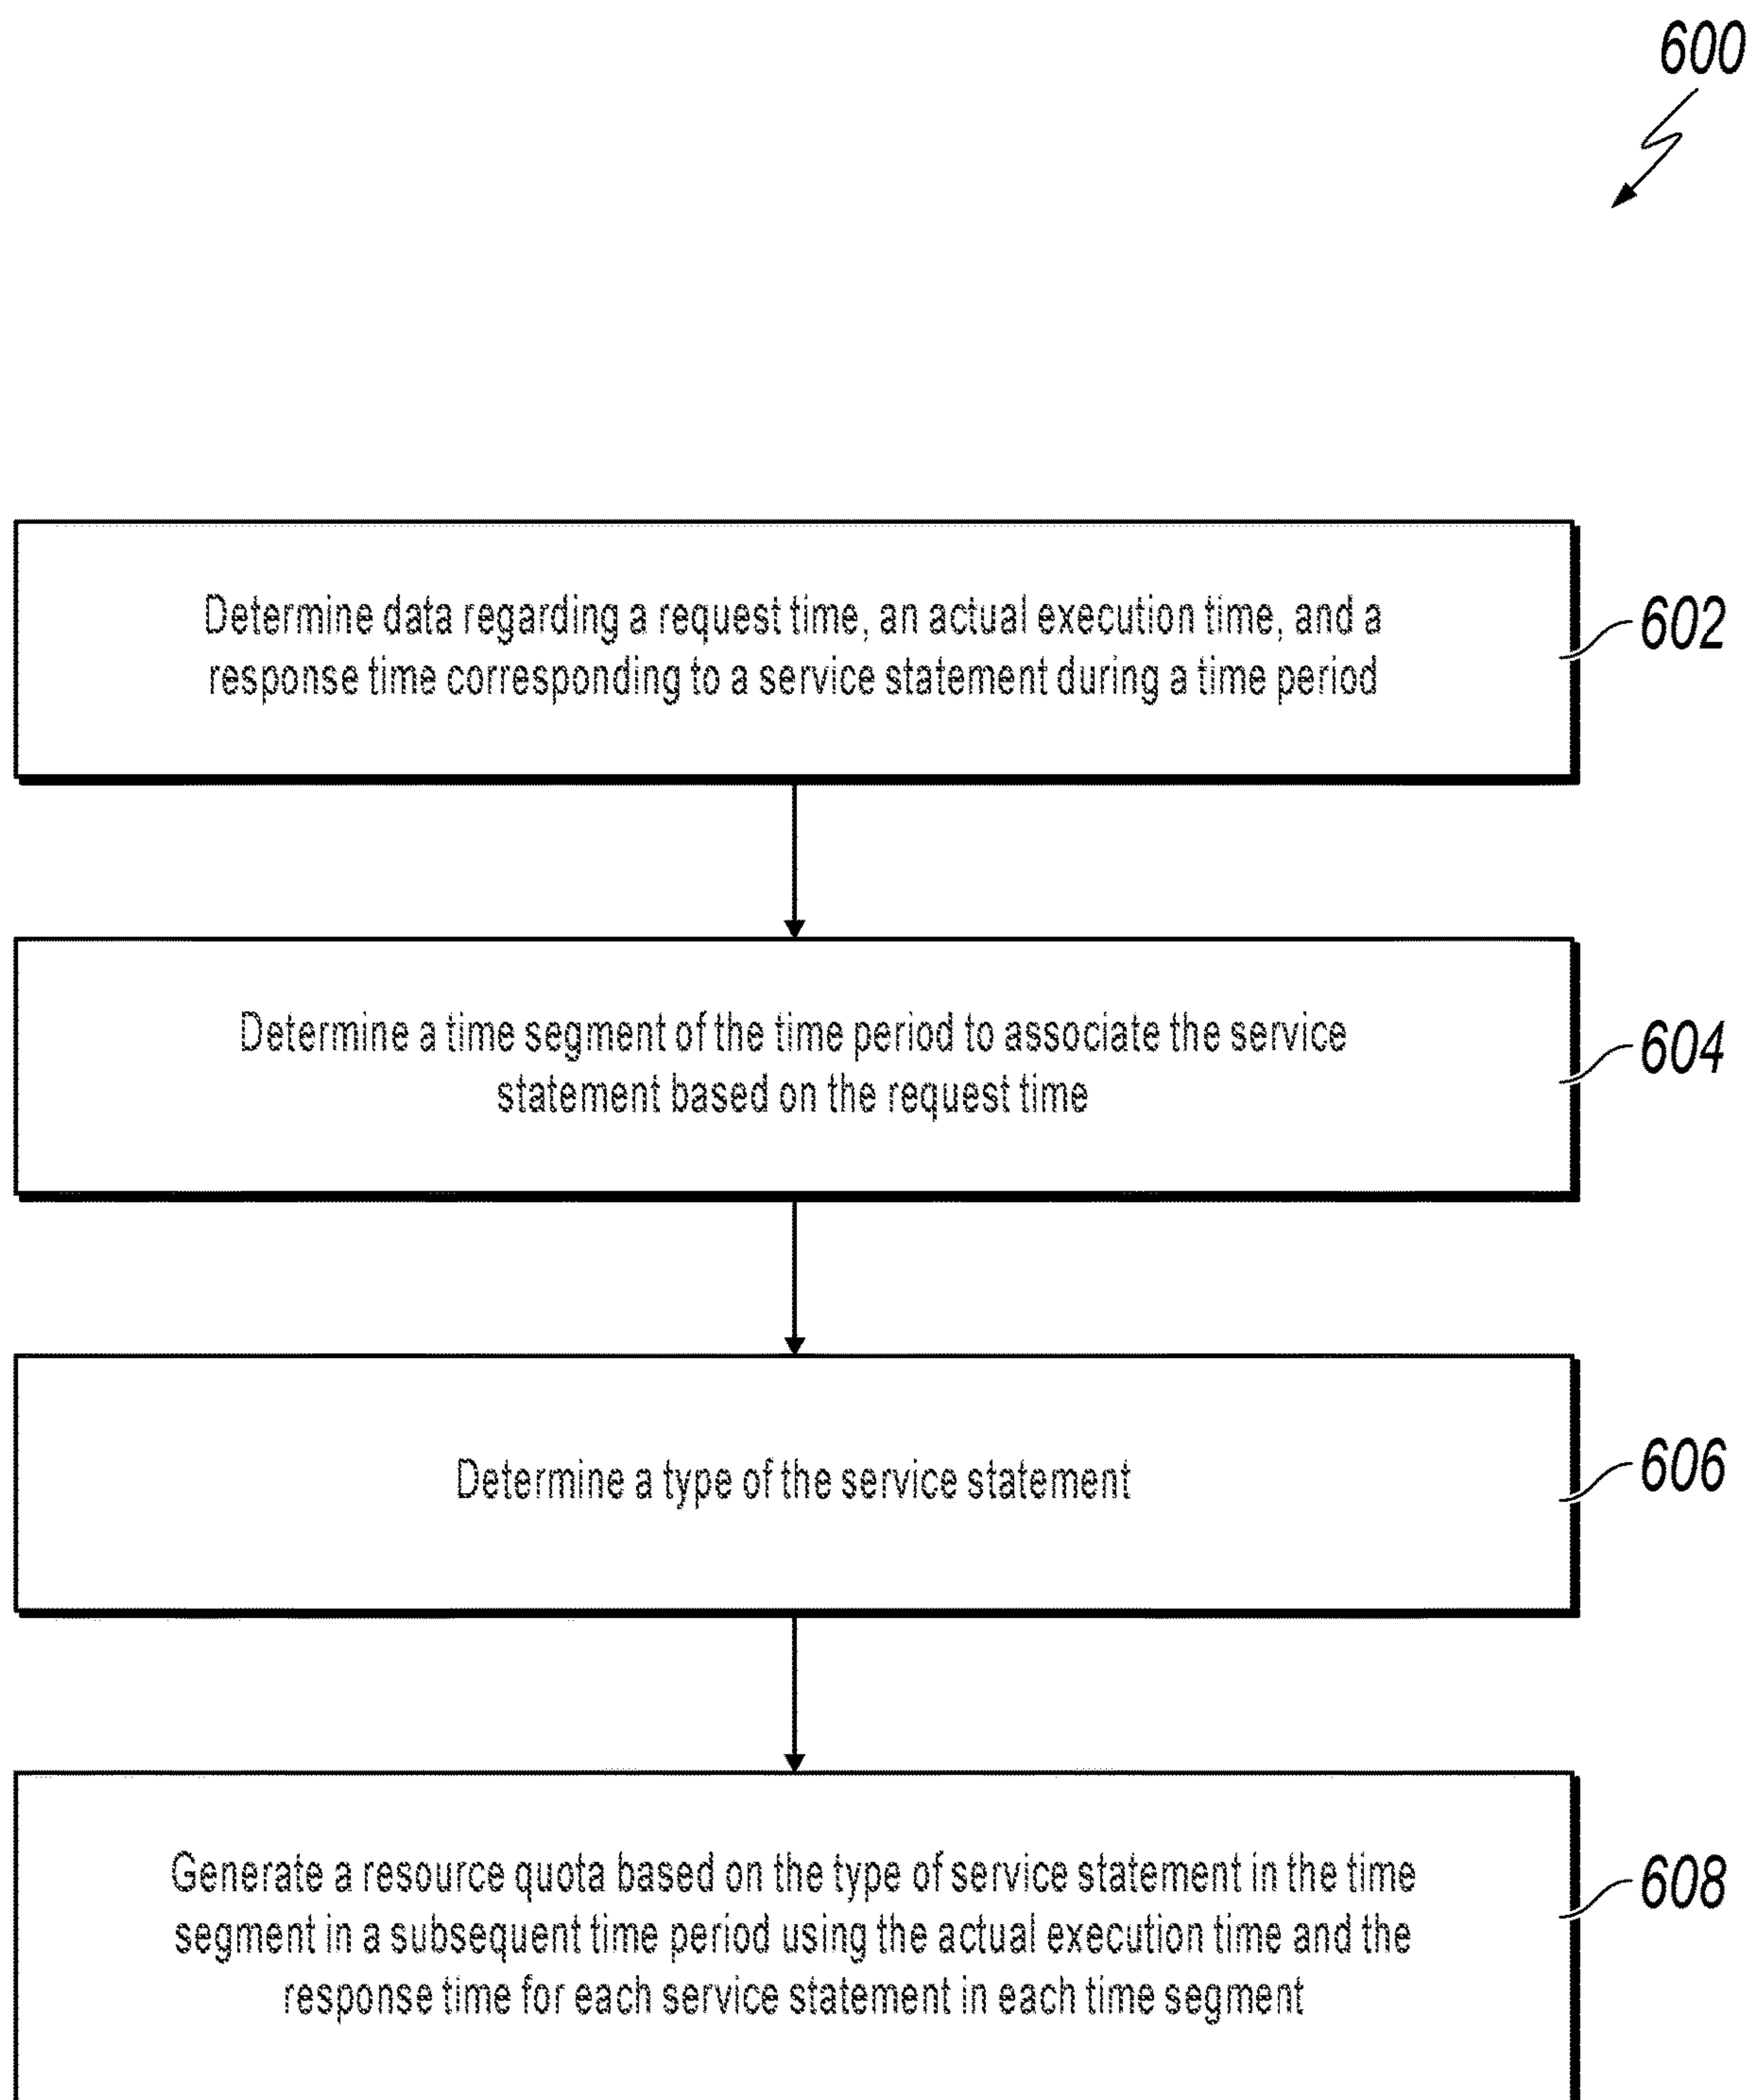 600
Determine data regarding a request time, an actual execution time, and a
response time corresponding to a service statement during a time period
602
Determine a time segment of the time period to associate the service
statement based on the request time
604
Determine a type of the service statement
606
Generate a resource quota based on the type of service statement in the time
segment in a subsequent time period using the actual execution time and the
response time for each service statement in each time segment
608